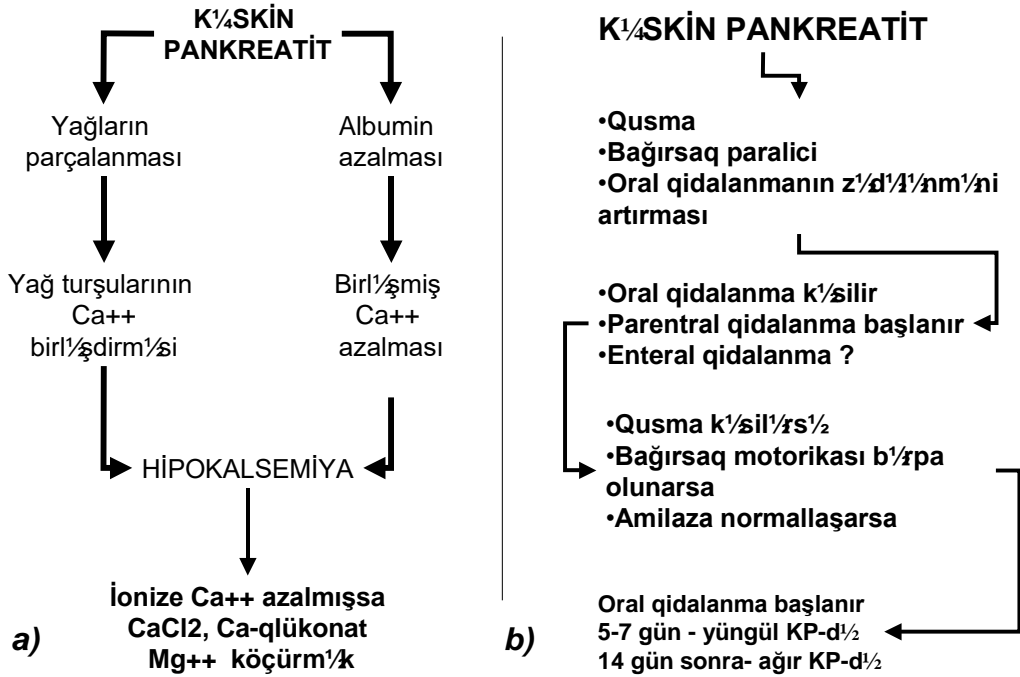 K¼SKİN
PANKREATİT
Yağların
parçalanması
Albumin
azalması
Yağ turşularının
Ca++
birl½şdirm½si
Birl½şmiş
Ca++
azalması
HİPOKALSEMİYA
İonize Ca++ azalmışsa
CaCl2, Ca-qlükonat
Mg++ köçürm¼k
a)
K¼SKİN PANKREATİT
•Qusma
•Bağırsaq paralici
•Oral qidalanmanın z½d¼l½nm½ni
artırması
•Oral qidalanma k½silir
•Parentral qidalanma başlanır
•Enteral qidalanma ?
•Qusma k½sil½rs½
•Bağırsaq motorikası b½rpa
olunarsa
•Amilaza normallaşarsa
Oral qidalanma başlanır
5-7 gün - yüngül KP-d½
14 gün sonra- ağır KP-d½
b)